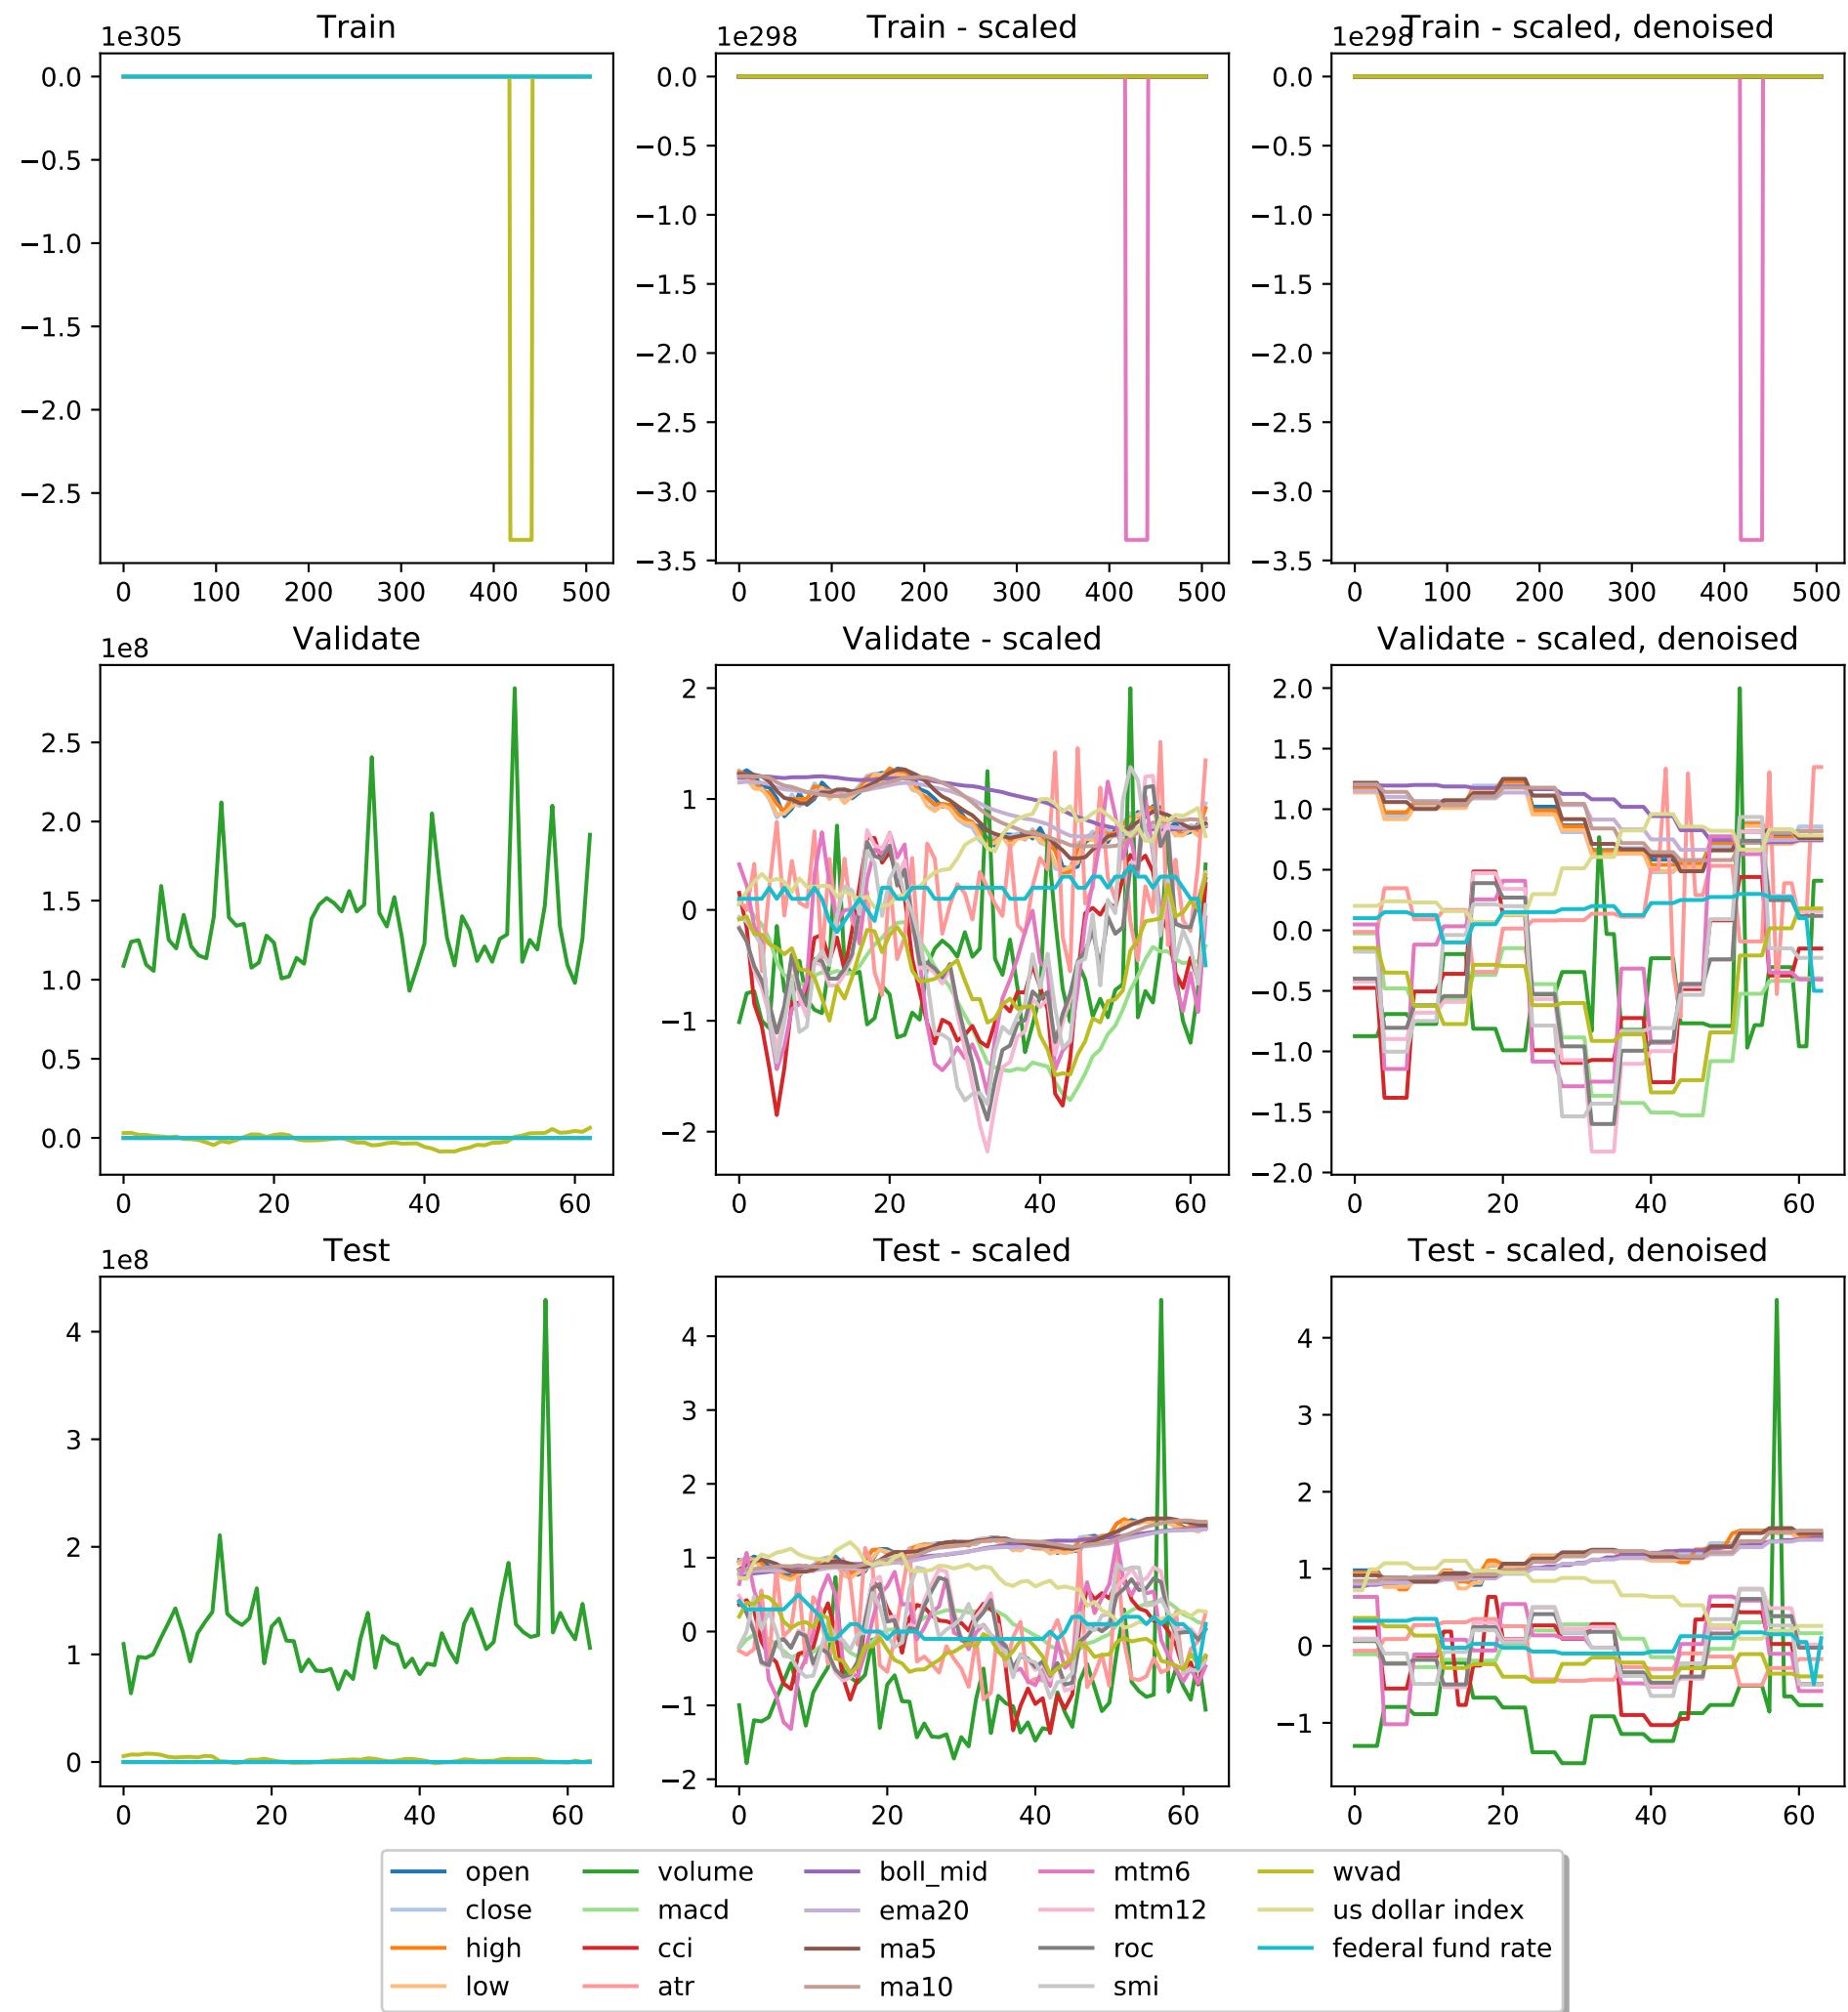 Train
1e305
0.0
−0.5
−1.0
−1.5
−2.0
−2.5
0 100 200 300 400 500
Train - scaled
1e298
0.0
−0.5
−1.0
−1.5
−2.0
−2.5
−3.0
−3.5
0 100 200 300 400 500
Train - scaled, denoised
1e298
0.0
−0.5
−1.0
−1.5
−2.0
−2.5
−3.0
−3.5
0 100 200 300 400 500
Validate
1e8
2.5
2.0
1.5
1.0
0.5
0.0
0 20 40 60
Validate - scaled
2
1
0
−1
−2
0 20 40 60
Validate - scaled, denoised
2.0
1.5
1.0
0.5
0.0
−0.5
−1.0
−1.5
−2.0
0 20 40 60
Test
1e8
4
3
2
1
0
0 20 40 60
Test - scaled
4
3
2
1
0
−1
−2
0 20 40 60
Test - scaled, denoised
4
3
2
1
0
−1
0 20 40 60
open
close
high
low
volume
macd
cci
atr
boll_mid
ema20
ma5
ma10
mtm6
mtm12
roc
smi
wvad
us dollar index
federal fund rate